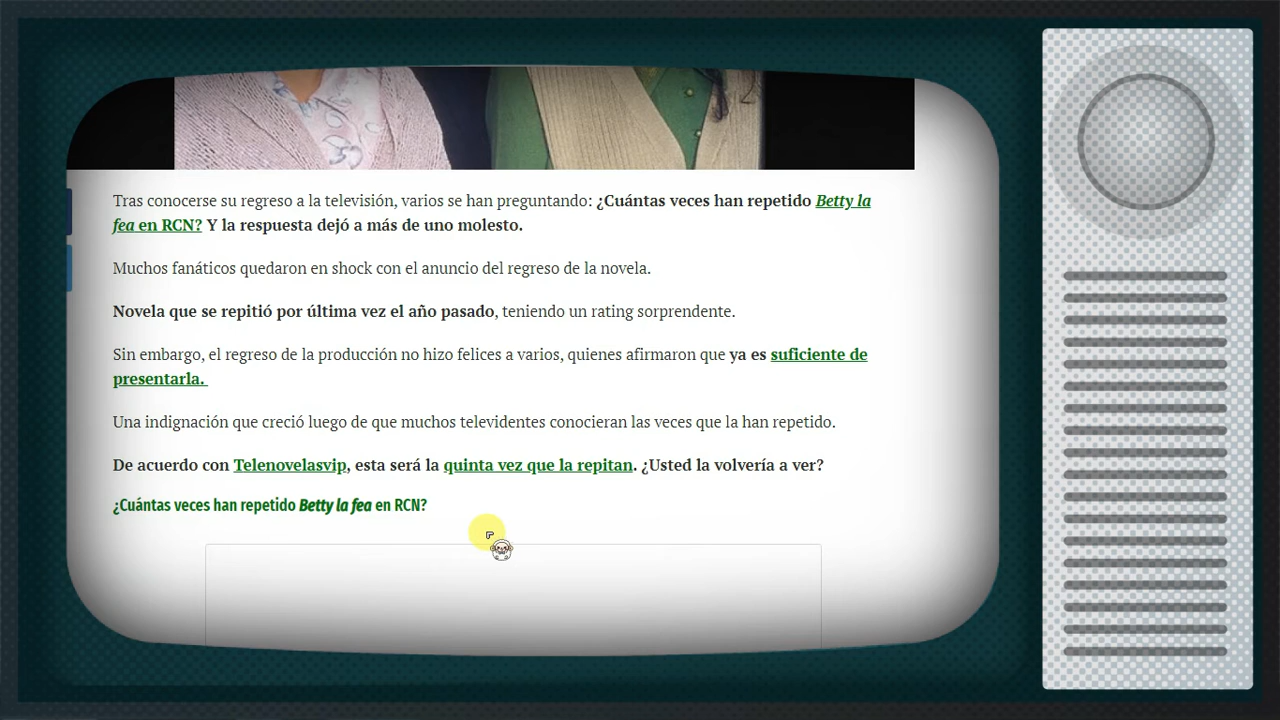 Tras conocerse su regreso a la televisión, varios se han preguntando: ¿Cuántas veces han repetido Betty la
fea en RCN? Y la respuesta dejó a más de uno molesto.
Muchos fanáticos quedaron en shock con el anuncio del regreso de la novela.
Novela que se repitió por última vez el año pasado, teniendo un rating sorprendente.
Sin embargo, el regreso de la producción no hizo felices a varios, quienes afirmaron que ya es suficiente de
presentarla.
Una indignación que creció luego de que muchos televidentes conocieran las veces que la han repetido.
De acuerdo con Telenovelasvip, esta será la quinta vez que la repitan. ¿Usted la volvería a ver?
¿Cuántas veces han repetido Betty la fea en RCN?